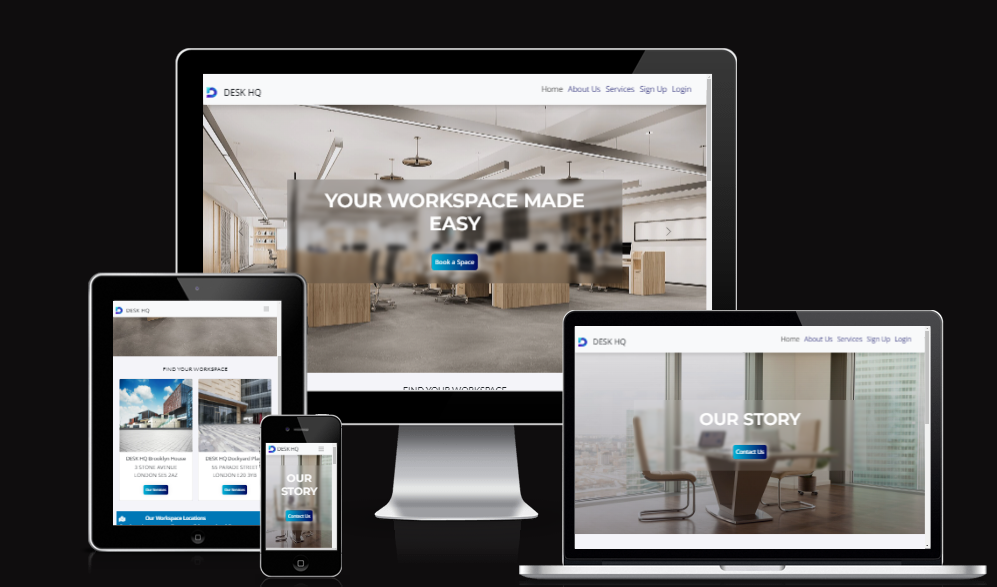 DESK HQ
Home About Us Services Sign Up Login
YOUR WORKSPACE MADE
EASY
Book a Space
FIND YOUR WORKSPACE
DESK HQ
FIND YOUR WORKSPACE
DESK HQ Brooklyn House
3 STONE AVENUE
LONDON SE5 2AZ
Our Services
DESK HQ Dockyard Pla
56 PARADE STREET
LONDON E20 3YB
Our Services
Our Workspace Locations
DESK HQ
OUR
STORY
Contact Us
DESK HQ
Home About Us Services Sign Up Login
OUR STORY
Contact Us